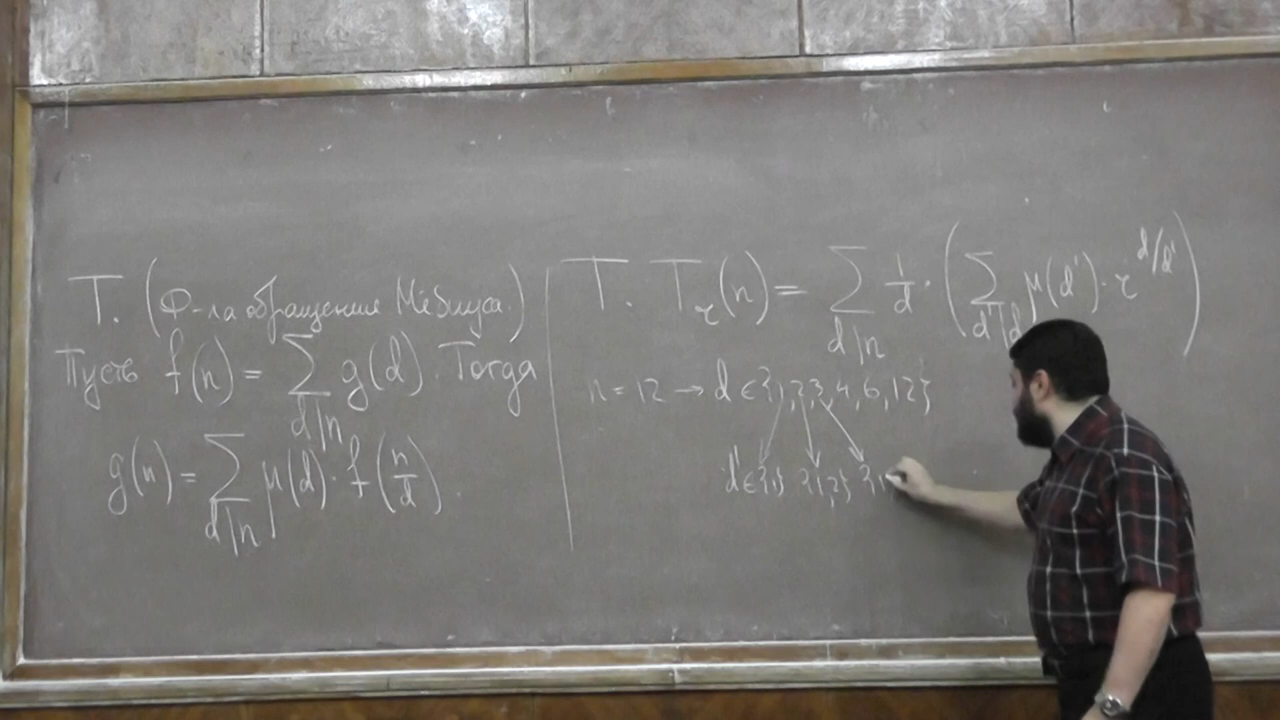 Т. (Ф-ла обращения Мёбиуса.)
Пусть f(n) = ∑_{d|n} g(d). Тогда
g(n) = ∑_{d|n} μ(d) · f(n/d).
Т. T_r(n) = ∑_{d|n} 1/d · (∑_{d'|d} μ(d') · r^{d/d'})
n = 12 → d ∈ {1,2,3,4,6,12}
d' ∈ {1} {1,2} {1,